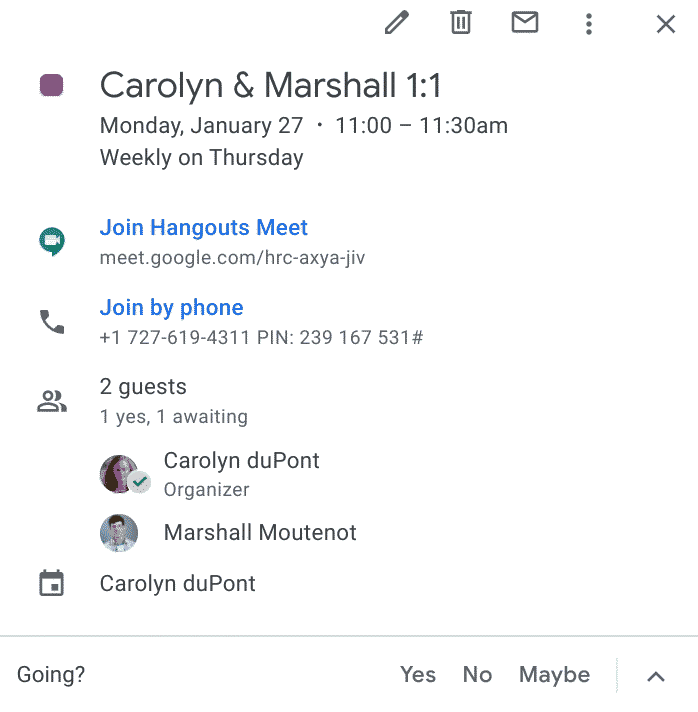 Carolyn & Marshall 1:1
Monday, January 27 · 11:00 – 11:30am
Weekly on Thursday
Join Hangouts Meet
meet.google.com/hrc-axya-jiv
Join by phone
+1 727-619-4311 PIN: 239 167 531#
2 guests
1 yes, 1 awaiting
Carolyn duPont
Organizer
Marshall Moutenot
Carolyn duPont
Going? Yes No Maybe